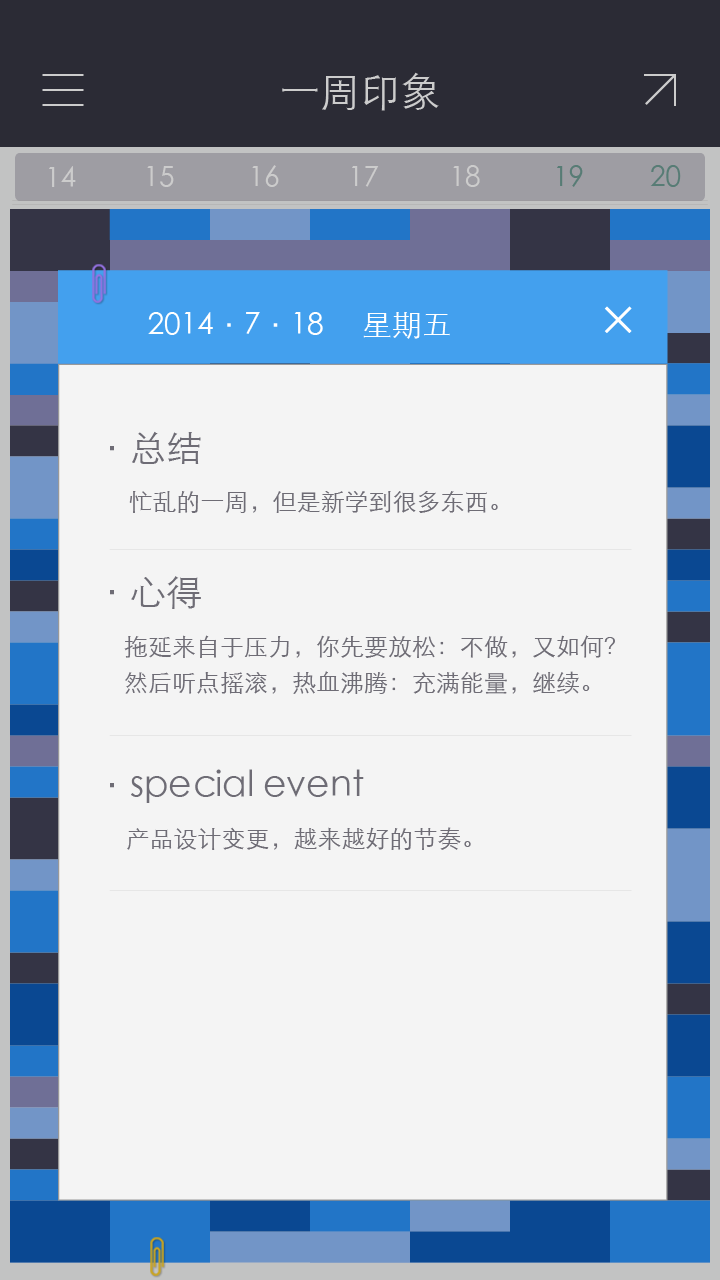 一周印象
14 15 16 17 18 19 20
2014 · 7 · 18 星期五
· 总结
忙乱的一周，但是新学到很多东西。
· 心得
拖延来自于压力，你先要放松：不做，又如何？
然后听点摇滚，热血沸腾：充满能量，继续。
· special event
产品设计变更，越来越好的节奏。